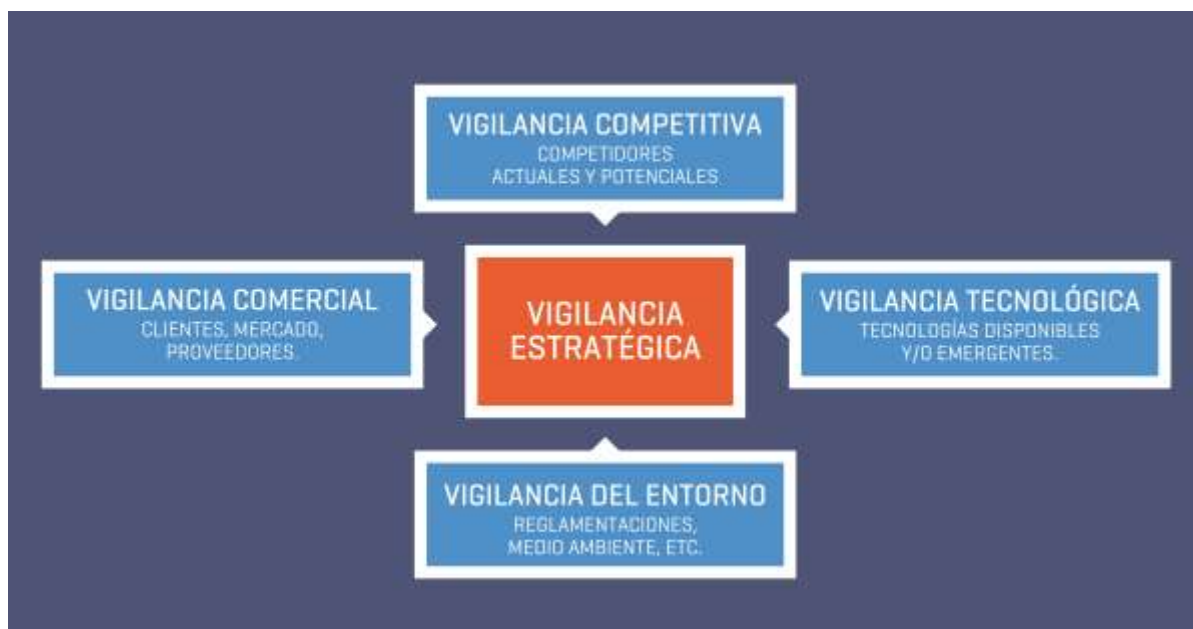 VIGILANCIA COMPETITIVA
COMPETIDORES
ACTUALES Y POTENCIALES
VIGILANCIA COMERCIAL
CLIENTES, MERCADO,
PROVEEDORES.
VIGILANCIA
ESTRATÉGICA
VIGILANCIA TECNOLÓGICA
TECNOLOGÍAS DISPONIBLES
Y/O EMERGENTES.
VIGILANCIA DEL ENTORNO
REGLAMENTACIONES,
MEDIO AMBIENTE, ETC.